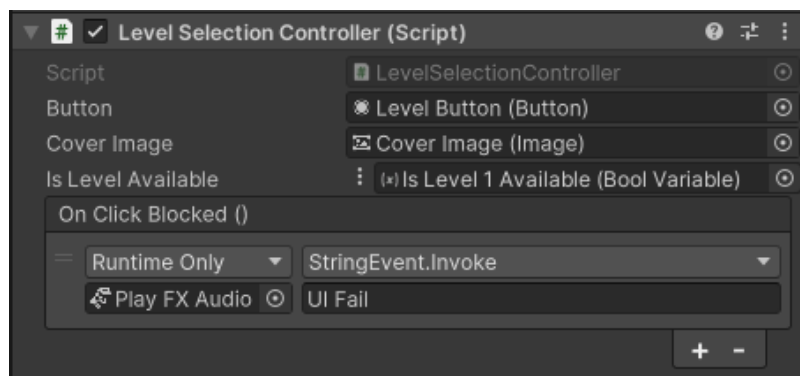 Level Selection Controller (Script)
Script LevelSelectionController
Button Level Button (Button)
Cover Image Cover Image (Image)
Is Level Available (x) Is Level 1 Available (Bool Variable)
On Click Blocked ()
Runtime Only StringEvent.Invoke
Play FX Audio UI Fail
+ -